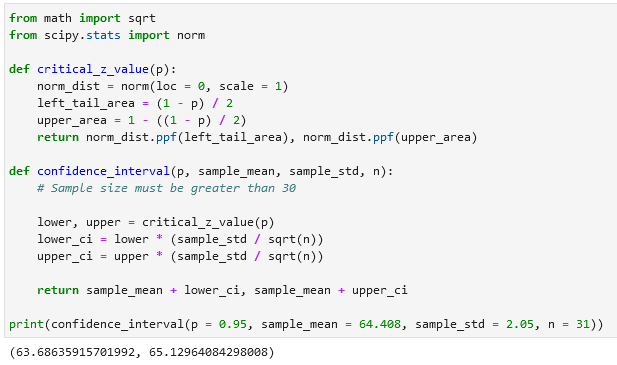 from math import sqrt
from scipy.stats import norm

def critical_z_value(p):
    norm_dist = norm(loc = 0, scale = 1)
    left_tail_area = (1 - p) / 2
    upper_area = 1 - ((1 - p) / 2)
    return norm_dist.ppf(left_tail_area), norm_dist.ppf(upper_area)

def confidence_interval(p, sample_mean, sample_std, n):
    # Sample size must be greater than 30

    lower, upper = critical_z_value(p)
    lower_ci = lower * (sample_std / sqrt(n))
    upper_ci = upper * (sample_std / sqrt(n))

    return sample_mean + lower_ci, sample_mean + upper_ci

print(confidence_interval(p = 0.95, sample_mean = 64.408, sample_std = 2.05, n = 31))
(63.68635915701992, 65.12964084298008)